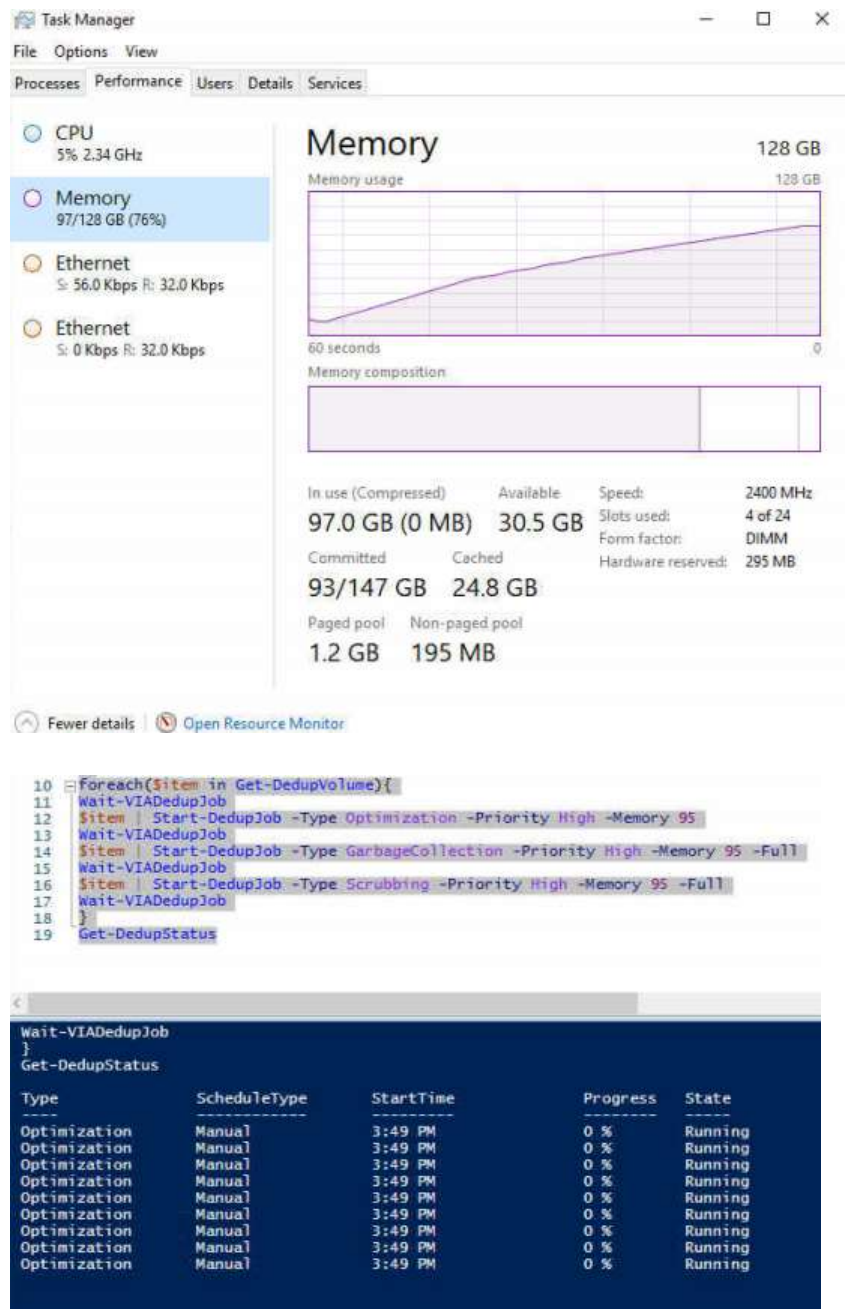 Task Manager
File Options View
Processes Performance Users Details Services
CPU
5% 2.34 GHz
Memory
97/128 GB (76%)
Ethernet
S: 56.0 Kbps R: 32.0 Kbps
Ethernet
S: 0 Kbps R: 32.0 Kbps
Memory 128 GB
Memory usage 128 GB
60 seconds 0
Memory composition
In use (Compressed) Available
97.0 GB (0 MB) 30.5 GB
Committed Cached
93/147 GB 24.8 GB
Paged pool Non-paged pool
1.2 GB 195 MB
Speed: 2400 MHz
Slots used: 4 of 24
Form factor: DIMM
Hardware reserved: 295 MB
Fewer details Open Resource Monitor
10 foreach($item in Get-DedupVolume){
11 Wait-VIADedupJob
12 $item | Start-DedupJob -Type Optimization -Priority High -Memory 95
13 Wait-VIADedupJob
14 $item | Start-DedupJob -Type GarbageCollection -Priority High -Memory 95 -Full
15 Wait-VIADedupJob
16 $item | Start-DedupJob -Type Scrubbing -Priority High -Memory 95 -Full
17 Wait-VIADedupJob
18 }
19 Get-DedupStatus
Wait-VIADedupJob
}
Get-DedupStatus
Type ScheduleType StartTime Progress State
---- ------------ --------- -------- -----
Optimization Manual 3:49 PM 0 % Running
Optimization Manual 3:49 PM 0 % Running
Optimization Manual 3:49 PM 0 % Running
Optimization Manual 3:49 PM 0 % Running
Optimization Manual 3:49 PM 0 % Running
Optimization Manual 3:49 PM 0 % Running
Optimization Manual 3:49 PM 0 % Running
Optimization Manual 3:49 PM 0 % Running
Optimization Manual 3:49 PM 0 % Running